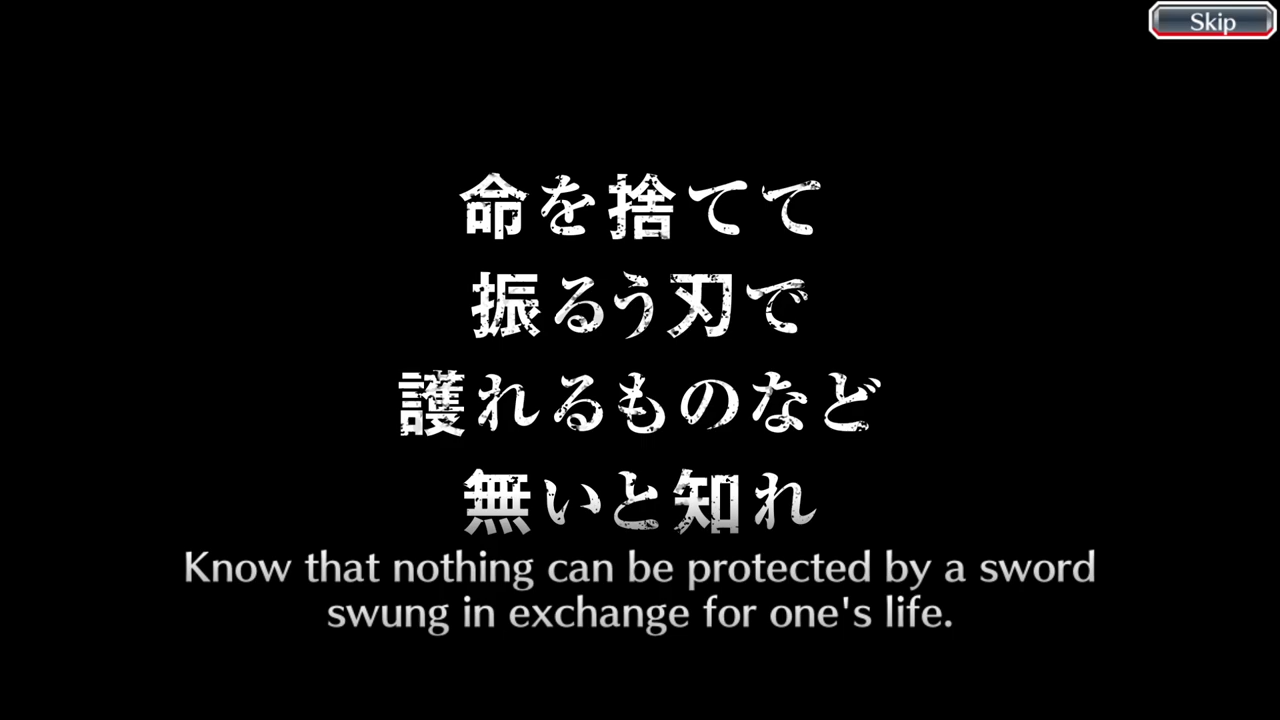 Skip
命を捨てて
振るう刃で
護れるものなど
無いと知れ
Know that nothing can be protected by a sword
swung in exchange for one's life.